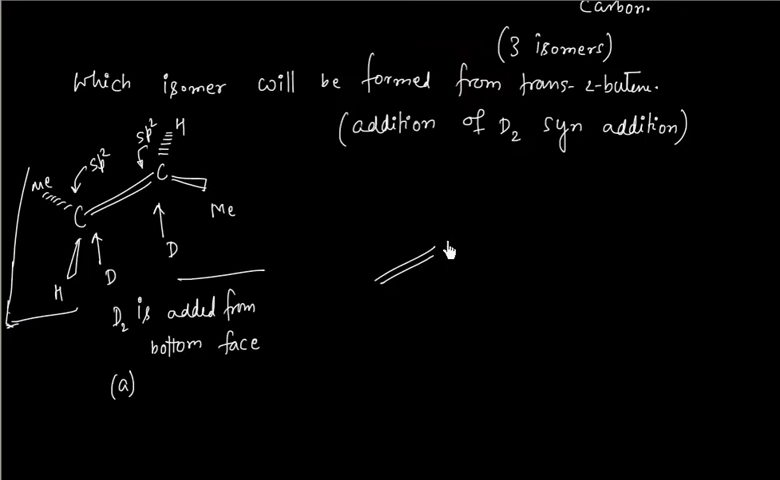 Carbon.
(3 isomers)
Which isomer will be formed from trans-2-butene.
(addition of D2 syn addition)
H
sp²
sp²
Me
C
C
Me
D
H
D
D2 is added from
bottom face
(a)